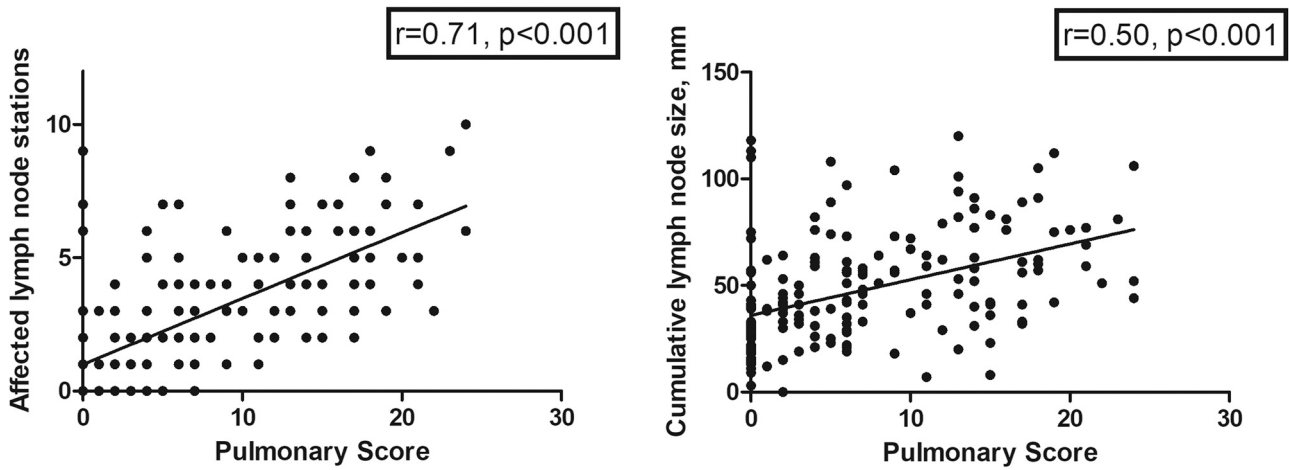 r=0.71, p<0.001
Affected lymph node stations
10
5
0
0
10
20
30
Pulmonary Score
r=0.50, p<0.001
Cumulative lymph node size, mm
150
100
50
0
0
10
20
30
Pulmonary Score